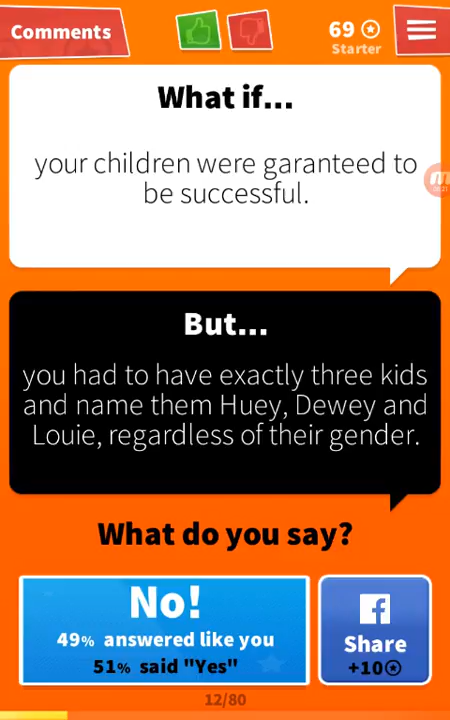 Comments
69
Starter
What if...
your children were garanteed to
be successful.
But...
you had to have exactly three kids
and name them Huey, Dewey and
Louie, regardless of their gender.
What do you say?
No!
49% answered like you
51% said "Yes"
Share
+10
12/80